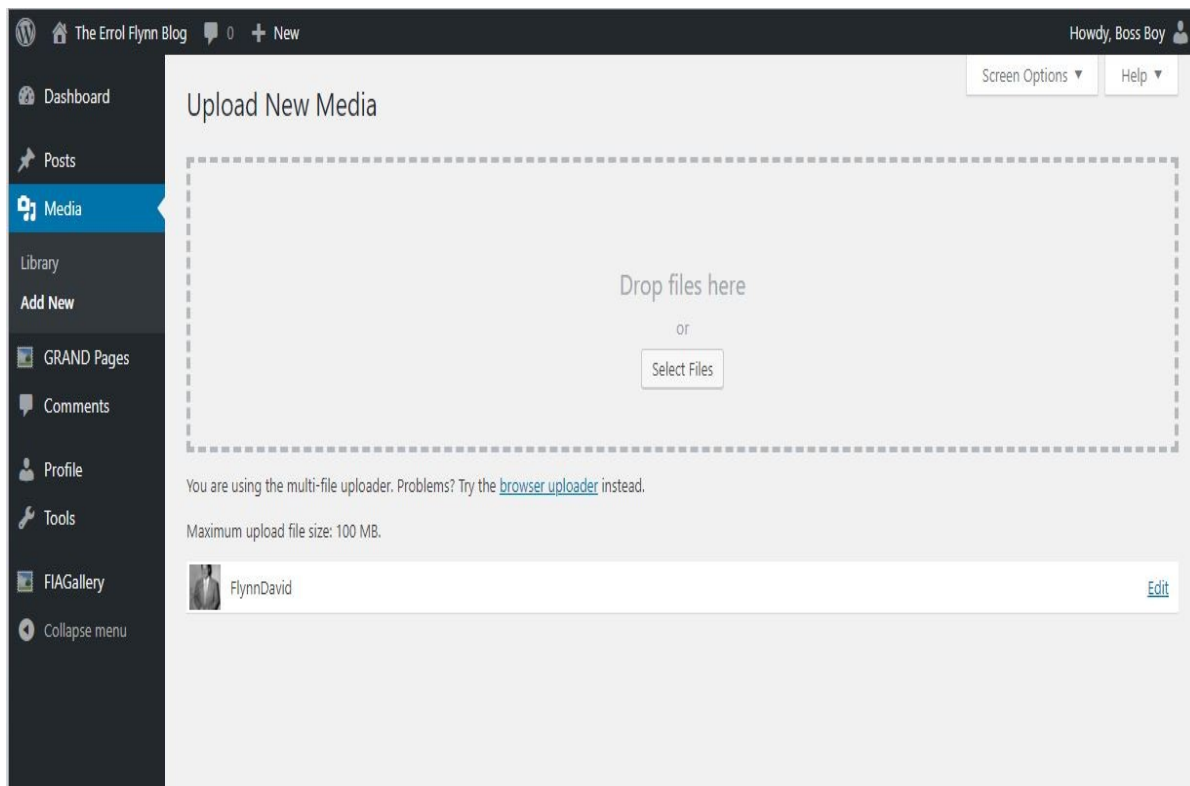 The Errol Flynn Blog 0 + New Howdy, Boss Boy
Screen Options ▼ Help ▼
Dashboard
Posts
Media
Library
Add New
GRAND Pages
Comments
Profile
Tools
FIAGallery
Collapse menu
Upload New Media
Drop files here
or
Select Files
You are using the multi-file uploader. Problems? Try the browser uploader instead.
Maximum upload file size: 100 MB.
FlynnDavid Edit